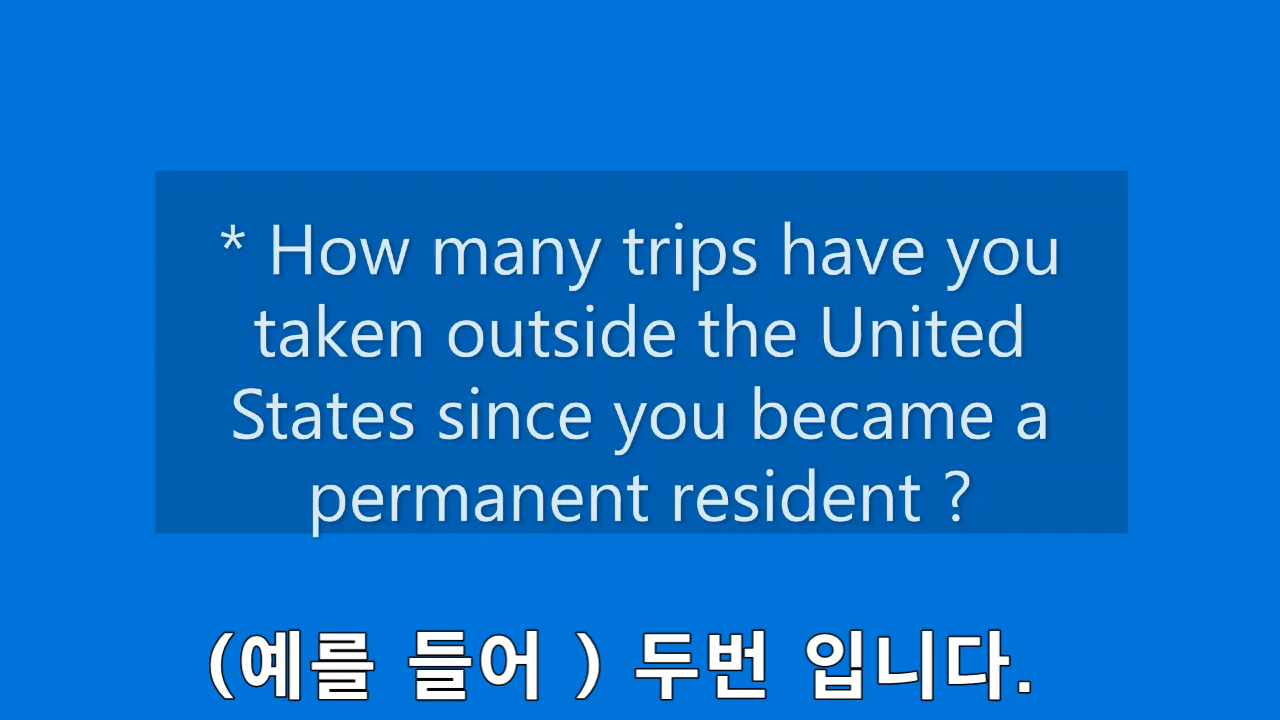 * How many trips have you
taken outside the United
States since you became a
permanent resident ?
(예를 들어 ) 두번 입니다.